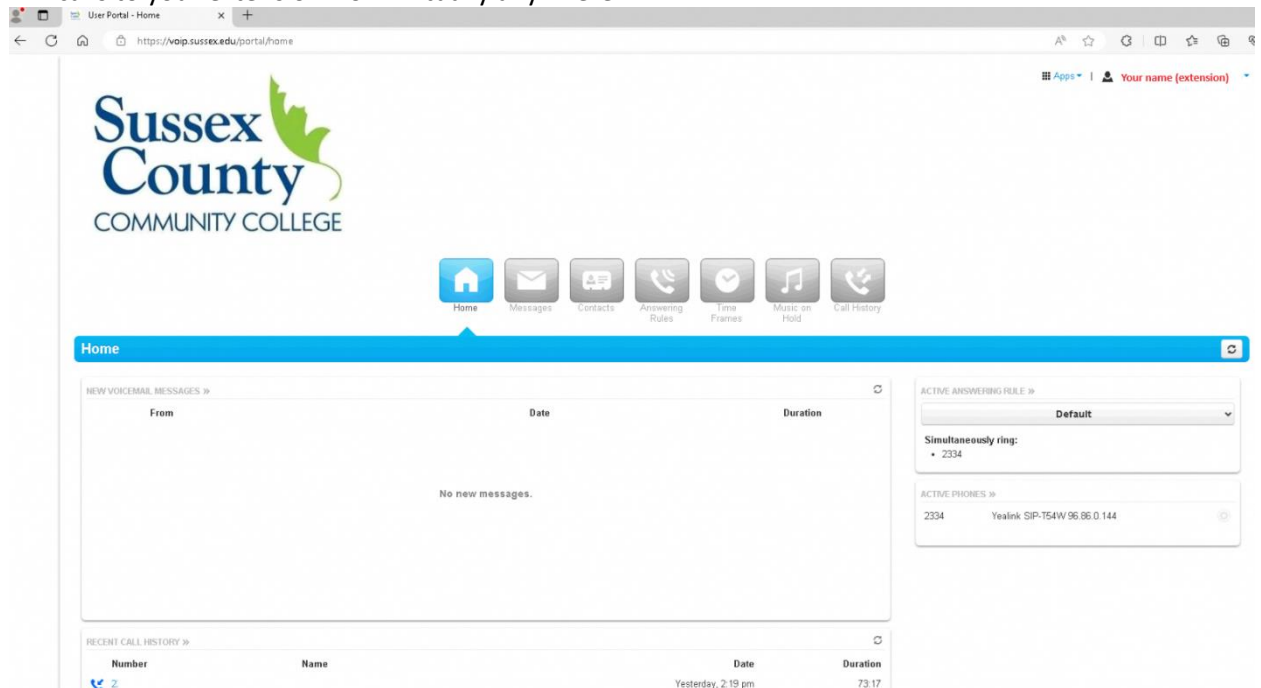 User Portal - Home
https://voip.sussex.edu/portal/home
Apps
Your name (extension)
Sussex
County
COMMUNITY COLLEGE
Home
Messages
Contacts
Answering
Rules
Time
Frames
Music on
Hold
Call History
Home
NEW VOICEMAIL MESSAGES »
From Date Duration
No new messages.
ACTIVE ANSWERING RULE »
Default
Simultaneously ring:
• 2334
ACTIVE PHONES »
2334 Yealink SIP-T54W 96.86.0.144
RECENT CALL HISTORY »
Number Name Date Duration
2 Yesterday, 2:19 pm 73:17